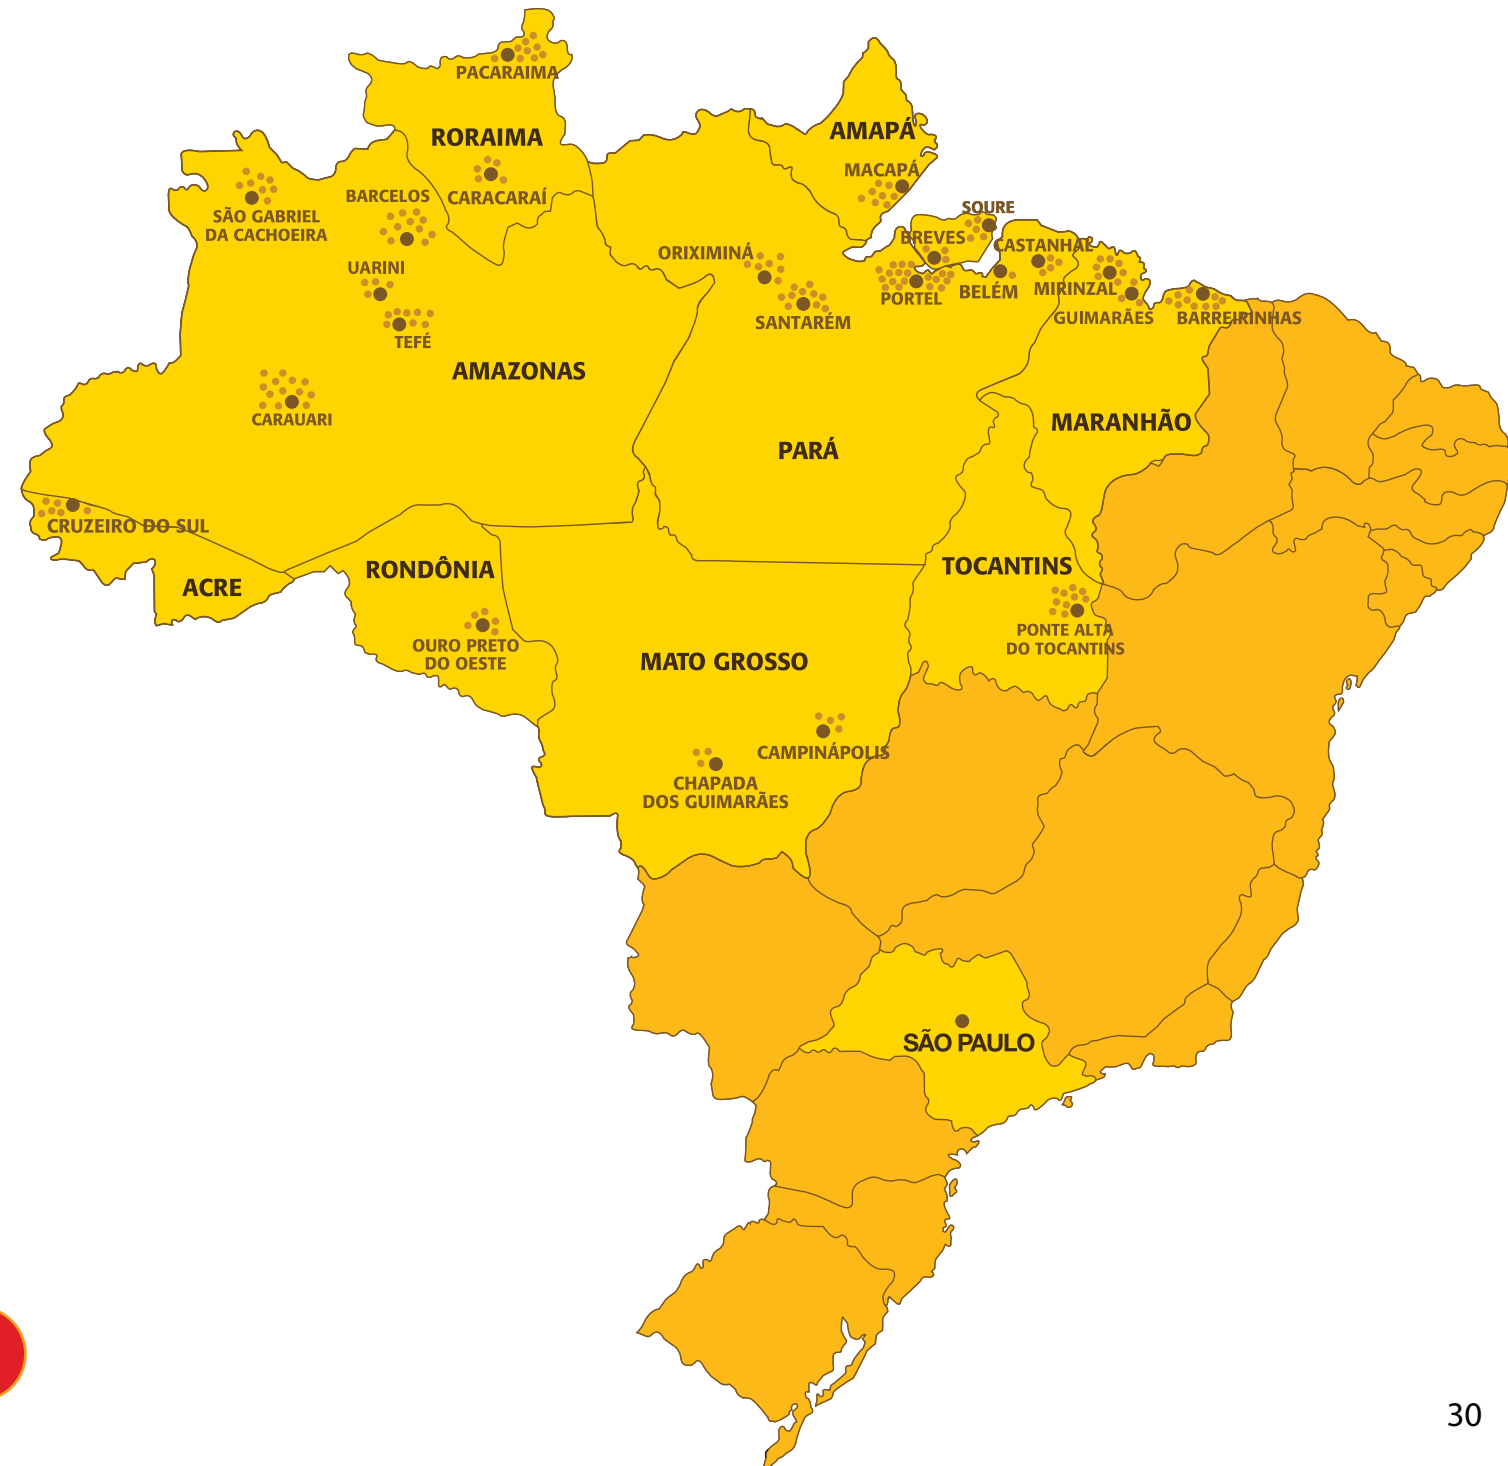 PACARAIMA
RORAIMA
CARACARAÍ
AMAPÁ
MACAPÁ
SÃO GABRIEL
DA CACHOEIRA
BARCELOS
UARINI
TEFÉ
CARAUARI
AMAZONAS
ORIXIMINÁ
SANTARÉM
SOURE
BREVES
CASTANHAL
PORTEL
BELÉM
MIRINZAL
GUIMARÃES
BARREIRINHAS
PARÁ
MARANHÃO
CRUZEIRO DO SUL
ACRE
RONDÔNIA
OURO PRETO
DO OESTE
TOCANTINS
PONTE ALTA
DO TOCANTINS
MATO GROSSO
CAMPINÁPOLIS
CHAPADA
DOS GUIMARÃES
SÃO PAULO
30